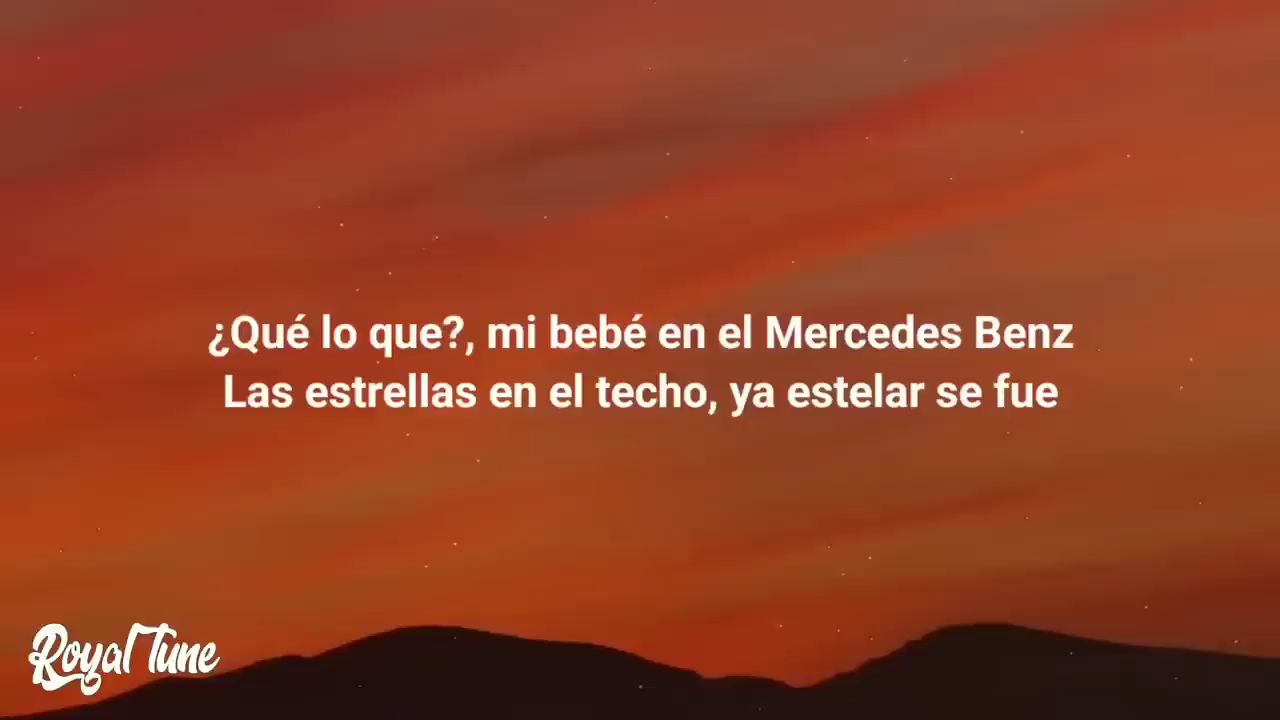 ¿Qué lo que?, mi bebé en el Mercedes Benz
Las estrellas en el techo, ya estelar se fue
Royal Tune